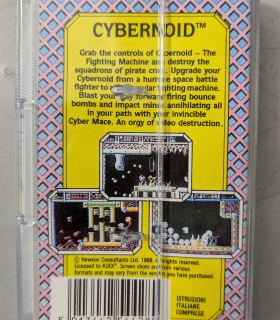 CYBERNOID™
Grab the controls of Cybernoid – The
Fighting Machine and destroy the
squadrons of pirate craft. Upgrade your
Cybernoid from a humble space battle
fighter to a spectacular fighting machine.
Blast your way forward firing bounce
bombs and impact mines annihilating all
in your path with your invincible
Cyber Mace. An orgy of video destruction.
© Hewson Consultants Ltd. 1988. All rights reserved.
Licensed to KIXX. Screen shots are from various
formats and may vary from the version you have purchased.
ISTRUZIONI
ITALIANE
COMPRESE